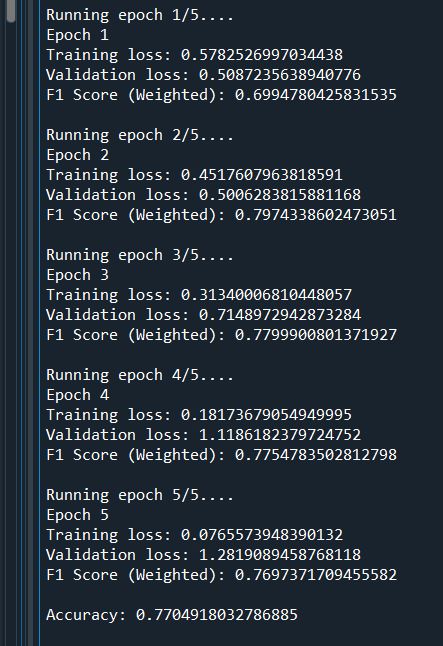 Running epoch 1/5....
Epoch 1
Training loss: 0.5782526997034438
Validation loss: 0.5087235638940776
F1 Score (Weighted): 0.6994780425831535
Running epoch 2/5....
Epoch 2
Training loss: 0.4517607963818591
Validation loss: 0.5006283815881168
F1 Score (Weighted): 0.7974338602473051
Running epoch 3/5....
Epoch 3
Training loss: 0.31340006810448057
Validation loss: 0.7148972942873284
F1 Score (Weighted): 0.7799900801371927
Running epoch 4/5....
Epoch 4
Training loss: 0.18173679054949995
Validation loss: 1.1186182379724752
F1 Score (Weighted): 0.7754783502812798
Running epoch 5/5....
Epoch 5
Training loss: 0.0765573948390132
Validation loss: 1.2819089458768118
F1 Score (Weighted): 0.7697371709455582
Accuracy: 0.7704918032786885